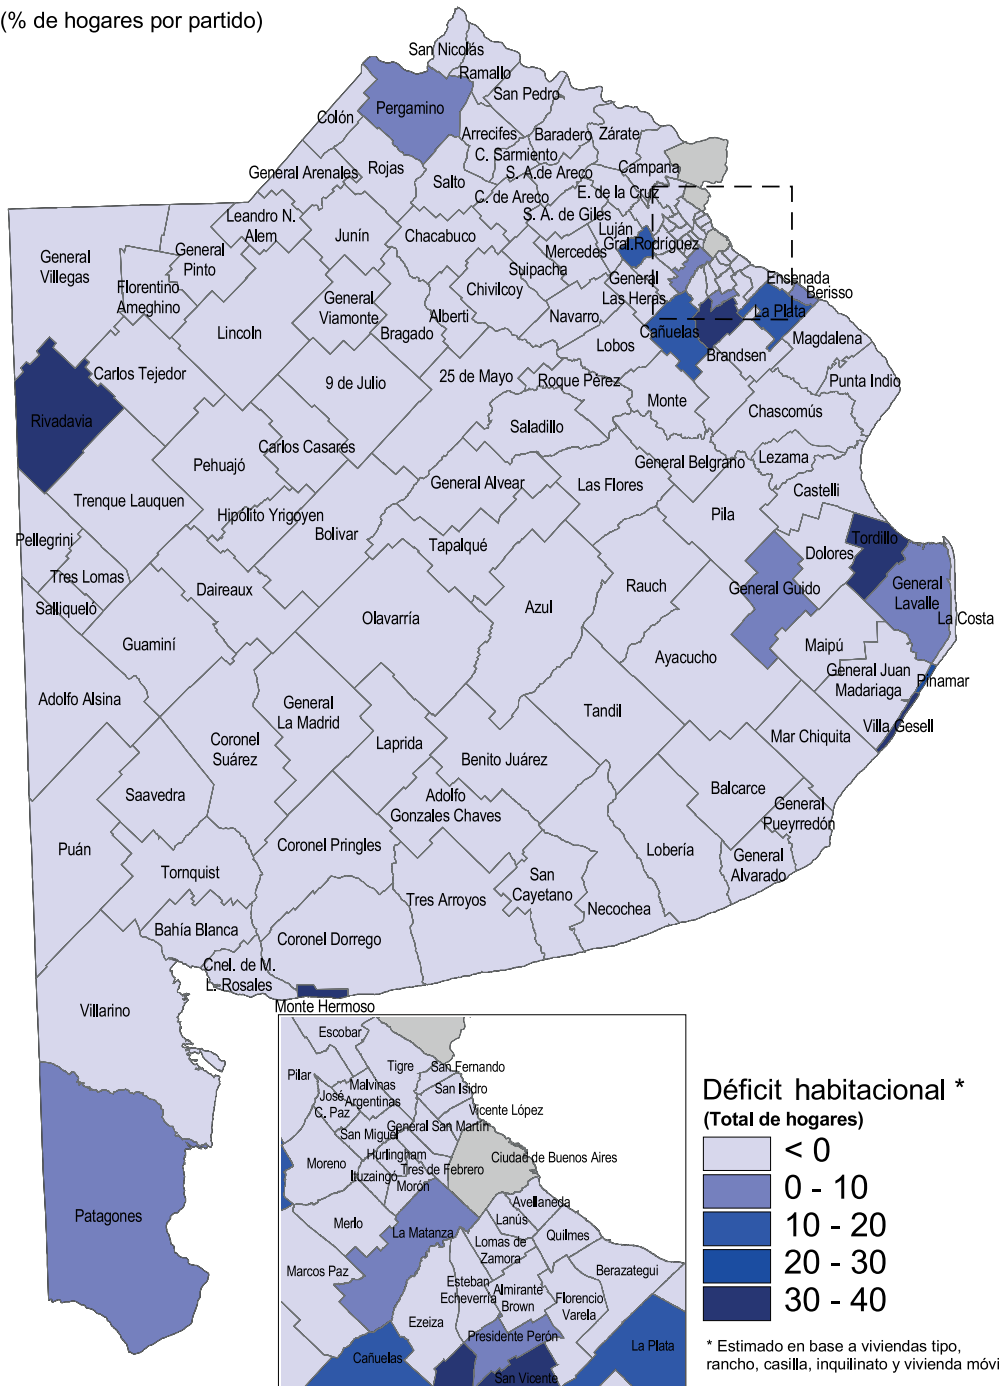 (% de hogares por partido)
San Nicolás
Ramallo
San Pedro
Pergamino
Colón
Arrecifes
Baradero
Zárate
C. Sarmiento
Campana
General Arenales
Rojas
Salto
S. A.de Areco
C. de Areco
E. de la Cruz
S. A. de Giles
Leandro N.
Alem
Luján
General
Villegas
General
Pinto
Junín
Chacabuco
Mercedes
Gral.Rodríguez
Suipacha
General
Las Heras
Ensenada
Berisso
Florentino
Ameghino
Chivilcoy
General
Viamonte
Alberti
Navarro
La Plata
Lincoln
Bragado
Cañuelas
Lobos
Brandsen
Magdalena
Carlos Tejedor
9 de Julio
25 de Mayo
Roque Pérez
Punta Indio
Monte
Rivadavia
Saladillo
Chascomús
Carlos Casares
Pehuajó
General Belgrano
Lezama
General Alvear
Las Flores
Castelli
Trenque Lauquen
Hipólito Yrigoyen
Bolivar
Pila
Pellegrini
Tapalqué
Tordillo
Dolores
Tres Lomas
Daireaux
Rauch
General Guido
General
Lavalle
Salliqueló
Olavarría
Azul
La Costa
Guaminí
Ayacucho
Maipú
General Juan
Madariaga
Pinamar
Adolfo Alsina
General
La Madrid
Tandil
Villa Gesell
Mar Chiquita
Coronel
Suárez
Laprida
Benito Juárez
Saavedra
Adolfo
Gonzales Chaves
Balcarce
General
Pueyrredón
Puán
Coronel Pringles
Lobería
General
Alvarado
Tornquist
San
Cayetano
Tres Arroyos
Necochea
Bahía Blanca
Coronel Dorrego
Cnel. de M.
L. Rosales
Villarino
Monte Hermoso
Patagones
Escobar
Tigre
San Fernando
Pilar
Malvinas
Argentinas
San Isidro
José
C. Paz
Vicente López
General San Martín
San Miguel
Hurlingham
Ciudad de Buenos Aires
Moreno
Tres de Febrero
Ituzaingó
Morón
Avellaneda
Lanús
Merlo
La Matanza
Quilmes
Lomas de
Zamora
Marcos Paz
Berazategui
Esteban
Echeverría
Almirante
Brown
Florencio
Varela
Ezeiza
Presidente Perón
La Plata
Cañuelas
San Vicente
Déficit habitacional *
(Total de hogares)
< 0
0 - 10
10 - 20
20 - 30
30 - 40
* Estimado en base a viviendas tipo,
rancho, casilla, inquilinato y vivienda móvi